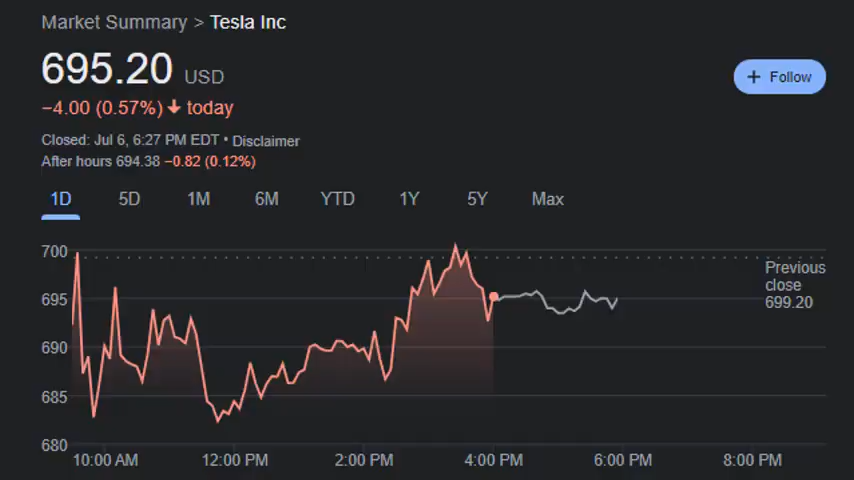 Market Summary > Tesla Inc
695.20 USD
+ Follow
−4.00 (0.57%) ↓ today
Closed: Jul 6, 6:27 PM EDT • Disclaimer
After hours 694.38 −0.82 (0.12%)
1D 5D 1M 6M YTD 1Y 5Y Max
700
Previous
close
699.20
695
690
685
680
10:00 AM 12:00 PM 2:00 PM 4:00 PM 6:00 PM 8:00 PM